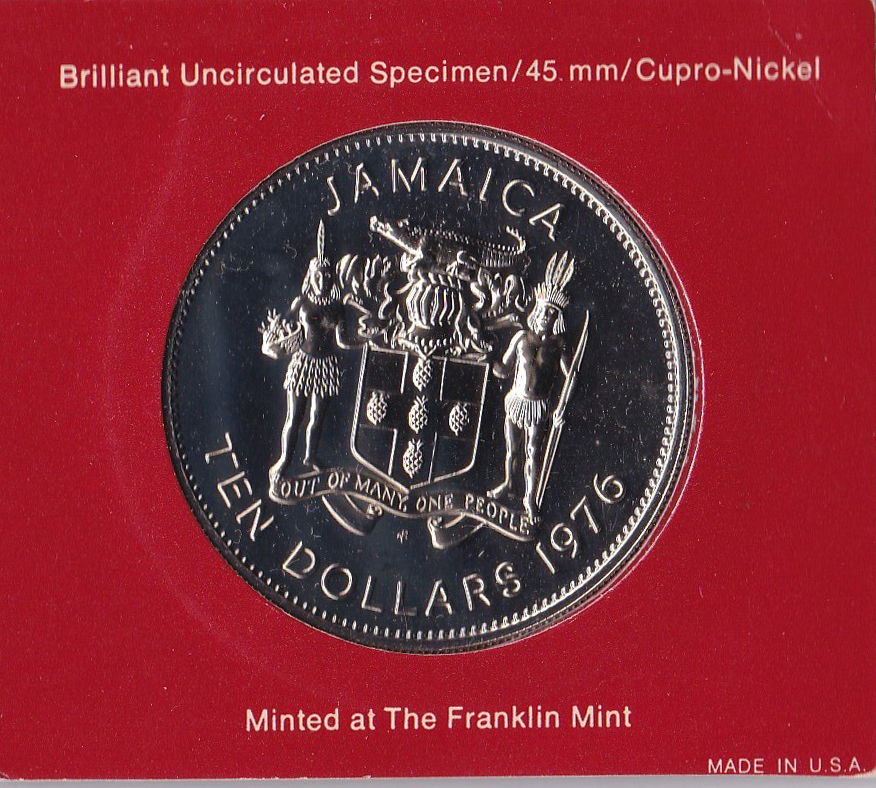 Brilliant Uncirculated Specimen/45 mm/Cupro-Nickel
JAMAICA
OUT OF MANY, ONE PEOPLE
TEN DOLLARS 1976
Minted at The Franklin Mint
MADE IN U.S.A.